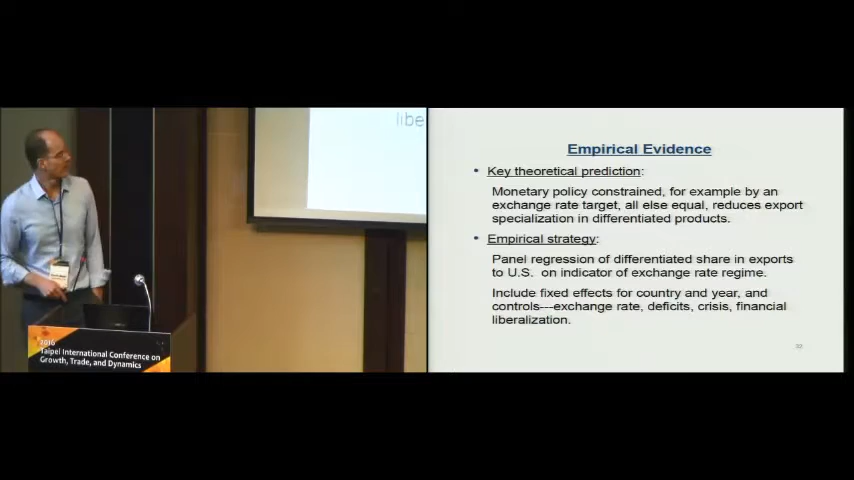 libe
Empirical Evidence
• Key theoretical prediction:
Monetary policy constrained, for example by an
exchange rate target, all else equal, reduces export
specialization in differentiated products.
• Empirical strategy:
Panel regression of differentiated share in exports
to U.S. on indicator of exchange rate regime.
Include fixed effects for country and year, and
controls---exchange rate, deficits, crisis, financial
liberalization.
2016
Taipei International Conference on
Growth, Trade, and Dynamics